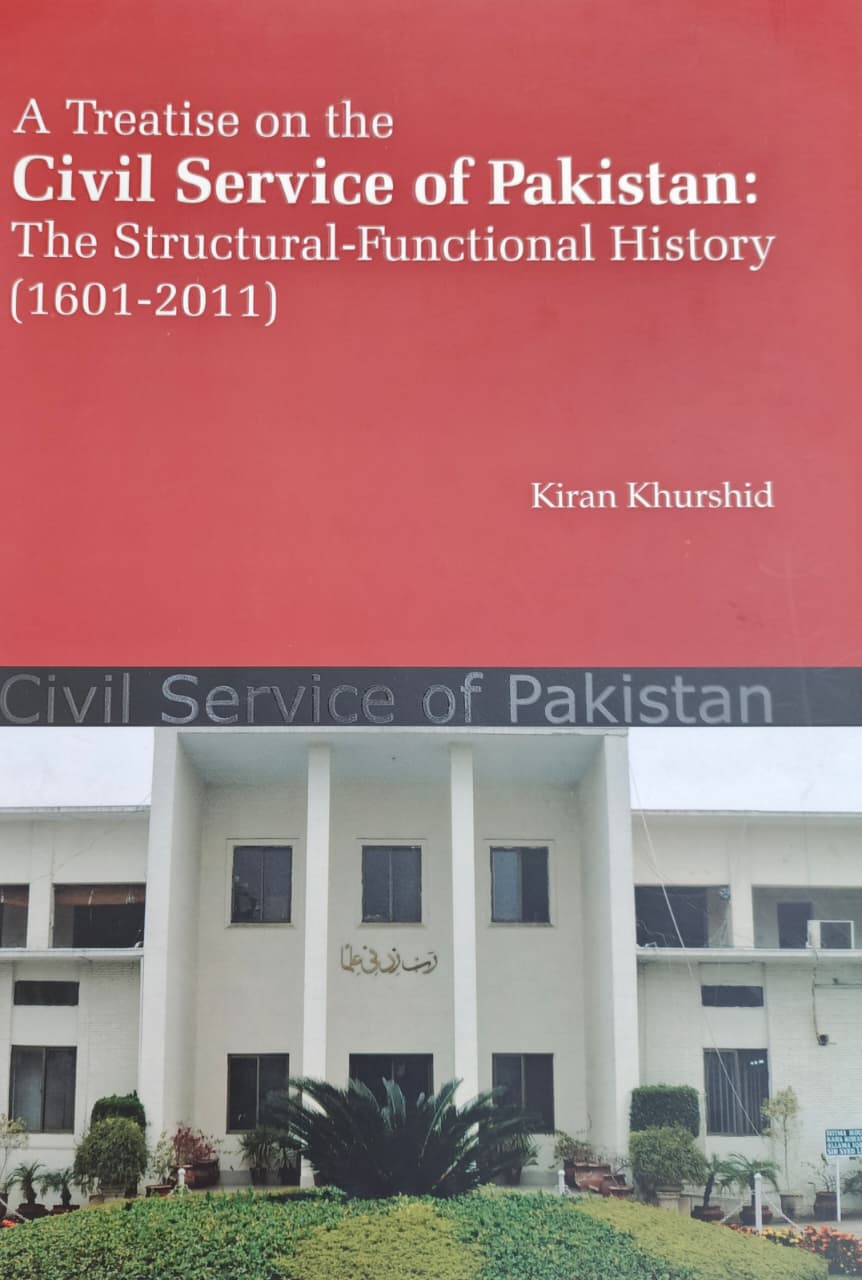 A Treatise on the
Civil Service of Pakistan:
The Structural-Functional History
(1601-2011)
Kiran Khurshid
Civil Service of Pakistan
رَبِّ زِدْنِي عِلْمًا